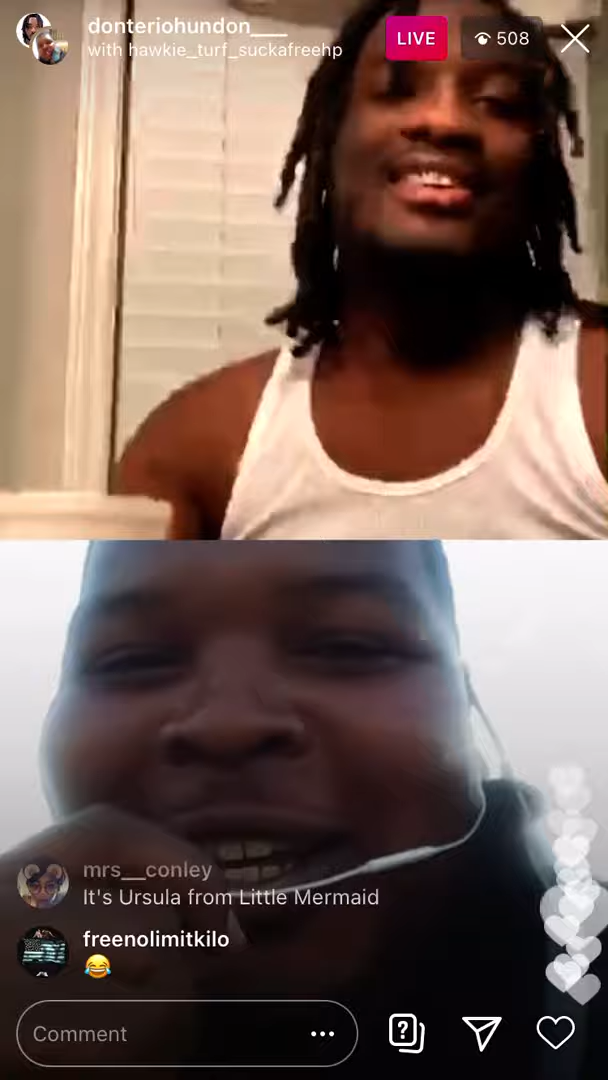 donteriohundon___
LIVE
508
with hawkie_turf_suckafreehp
mrs__conley
It's Ursula from Little Mermaid
freenolimitkilo
😂
Comment